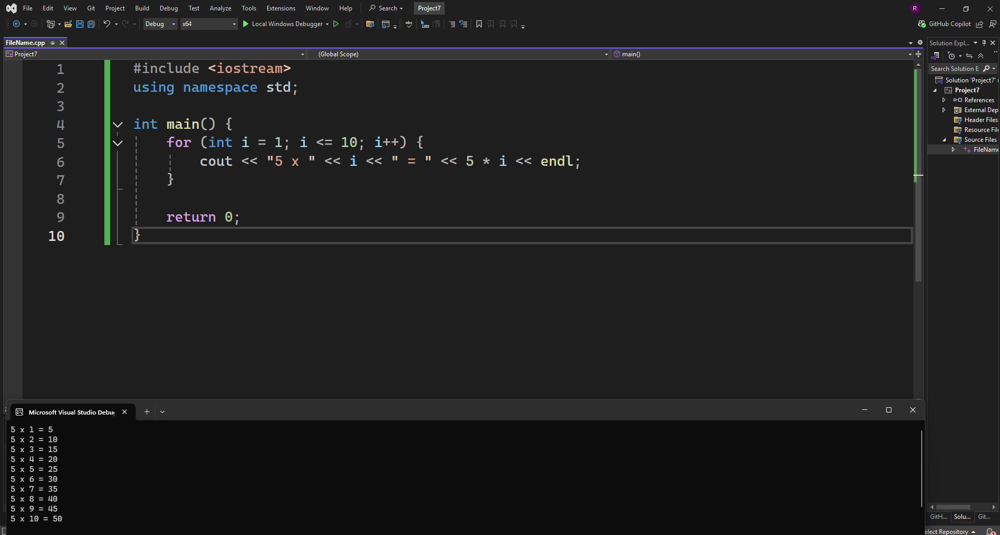 File Edit View Git Project Build Debug Test Analyze Tools Extensions Window Help Search Project7 R
Debug x64 Local Windows Debugger abc GitHub Copilot
FileName.cpp
Project7 (Global Scope) main()
1 #include <iostream>
2 using namespace std;
3
4 int main() {
5 for (int i = 1; i <= 10; i++) {
6 cout << "5 x " << i << " = " << 5 * i << endl;
7 }
8
9 return 0;
10 }
Solution Expl...
Search Solution E
Solution 'Project7' (
Project7
References
External Dep
Header Files
Resource File
Source Files
FileName
GitH... Solu... Git...
elect Repository
Microsoft Visual Studio Debug
5 x 1 = 5
5 x 2 = 10
5 x 3 = 15
5 x 4 = 20
5 x 5 = 25
5 x 6 = 30
5 x 7 = 35
5 x 8 = 40
5 x 9 = 45
5 x 10 = 50